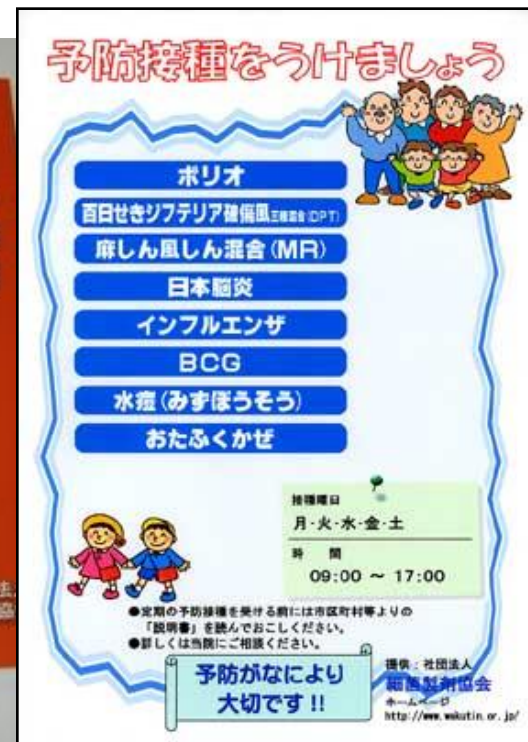 予防接種をうけましょう
ポリオ
百日せきジフテリア破傷風三種混合(DPT)
麻しん風しん混合(MR)
日本脳炎
インフルエンザ
BCG
水痘(みずぼうそう)
おたふくかぜ
接種曜日
月・火・水・金・土
時 間
09:00 ～ 17:00
●定期の予防接種を受ける前には市区町村等よりの
「説明書」を読んでおこしください。
●詳しくは当院にご相談ください。
予防がなにより
大切です!!
提供：社団法人
細菌製剤協会
ホームページ
http://www.wakutin.or.jp/